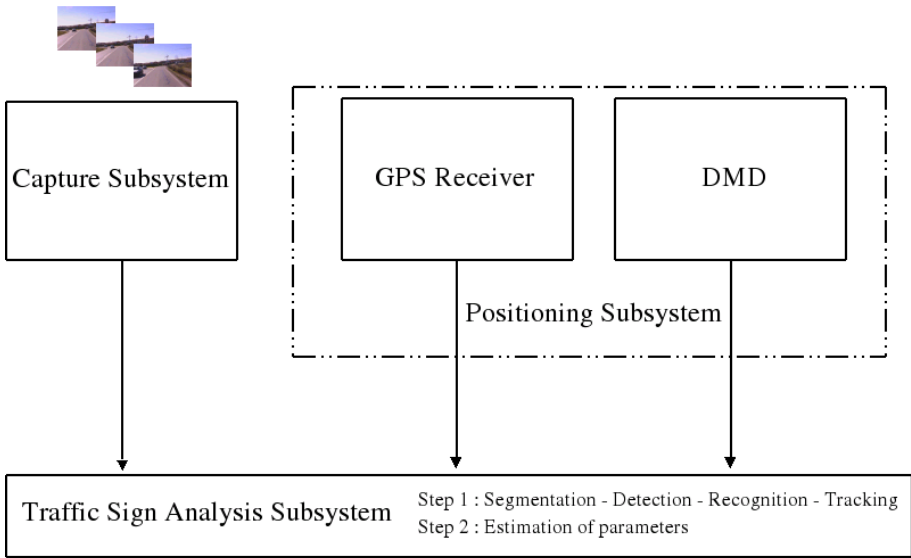 Capture Subsystem
GPS Receiver
DMD
Positioning Subsystem
Traffic Sign Analysis Subsystem
Step 1 : Segmentation - Detection - Recognition - Tracking
Step 2 : Estimation of parameters